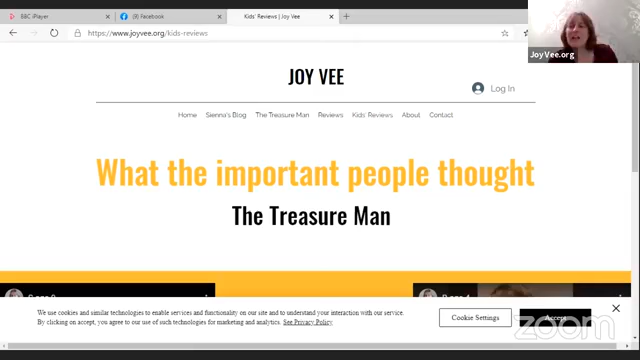 BBC iPlayer
Facebook
Kids' Reviews | Joy Vee
https://www.joyvee.org/kids-reviews
JoyVee.org
JOY VEE
Log In
Home
Sienna's Blog
The Treasure Man
Reviews
Kids' Reviews
About
Contact
What the important people thought
The Treasure Man
We use cookies and similar technologies to enable services and functionality on our site and to understand your interaction with our service.
By clicking on accept, you agree to our use of such technologies for marketing and analytics. See Privacy Policy
Cookie Settings
Accept
zoom